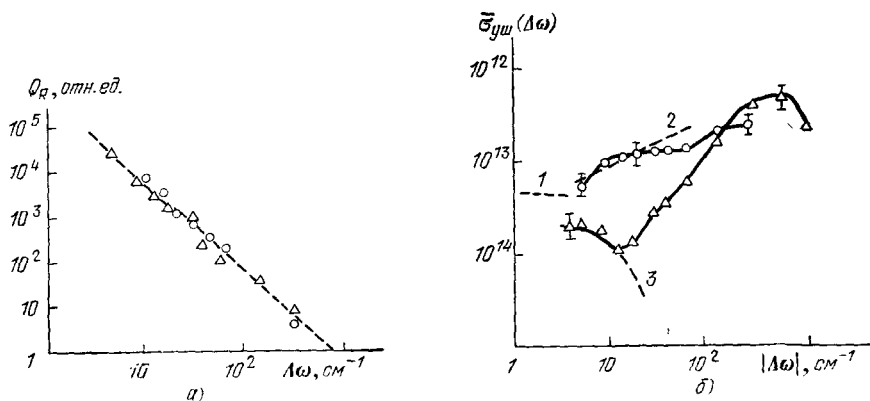 Q_R, отн.ед.
10^5
10^4
10^3
10^2
10
1
10
10^2
Δω, см^-1
а)
σ̄_уш(Δω)
10^12
10^13
10^14
1
2
3
1
10
10^2
|Δω|, см^-1
б)